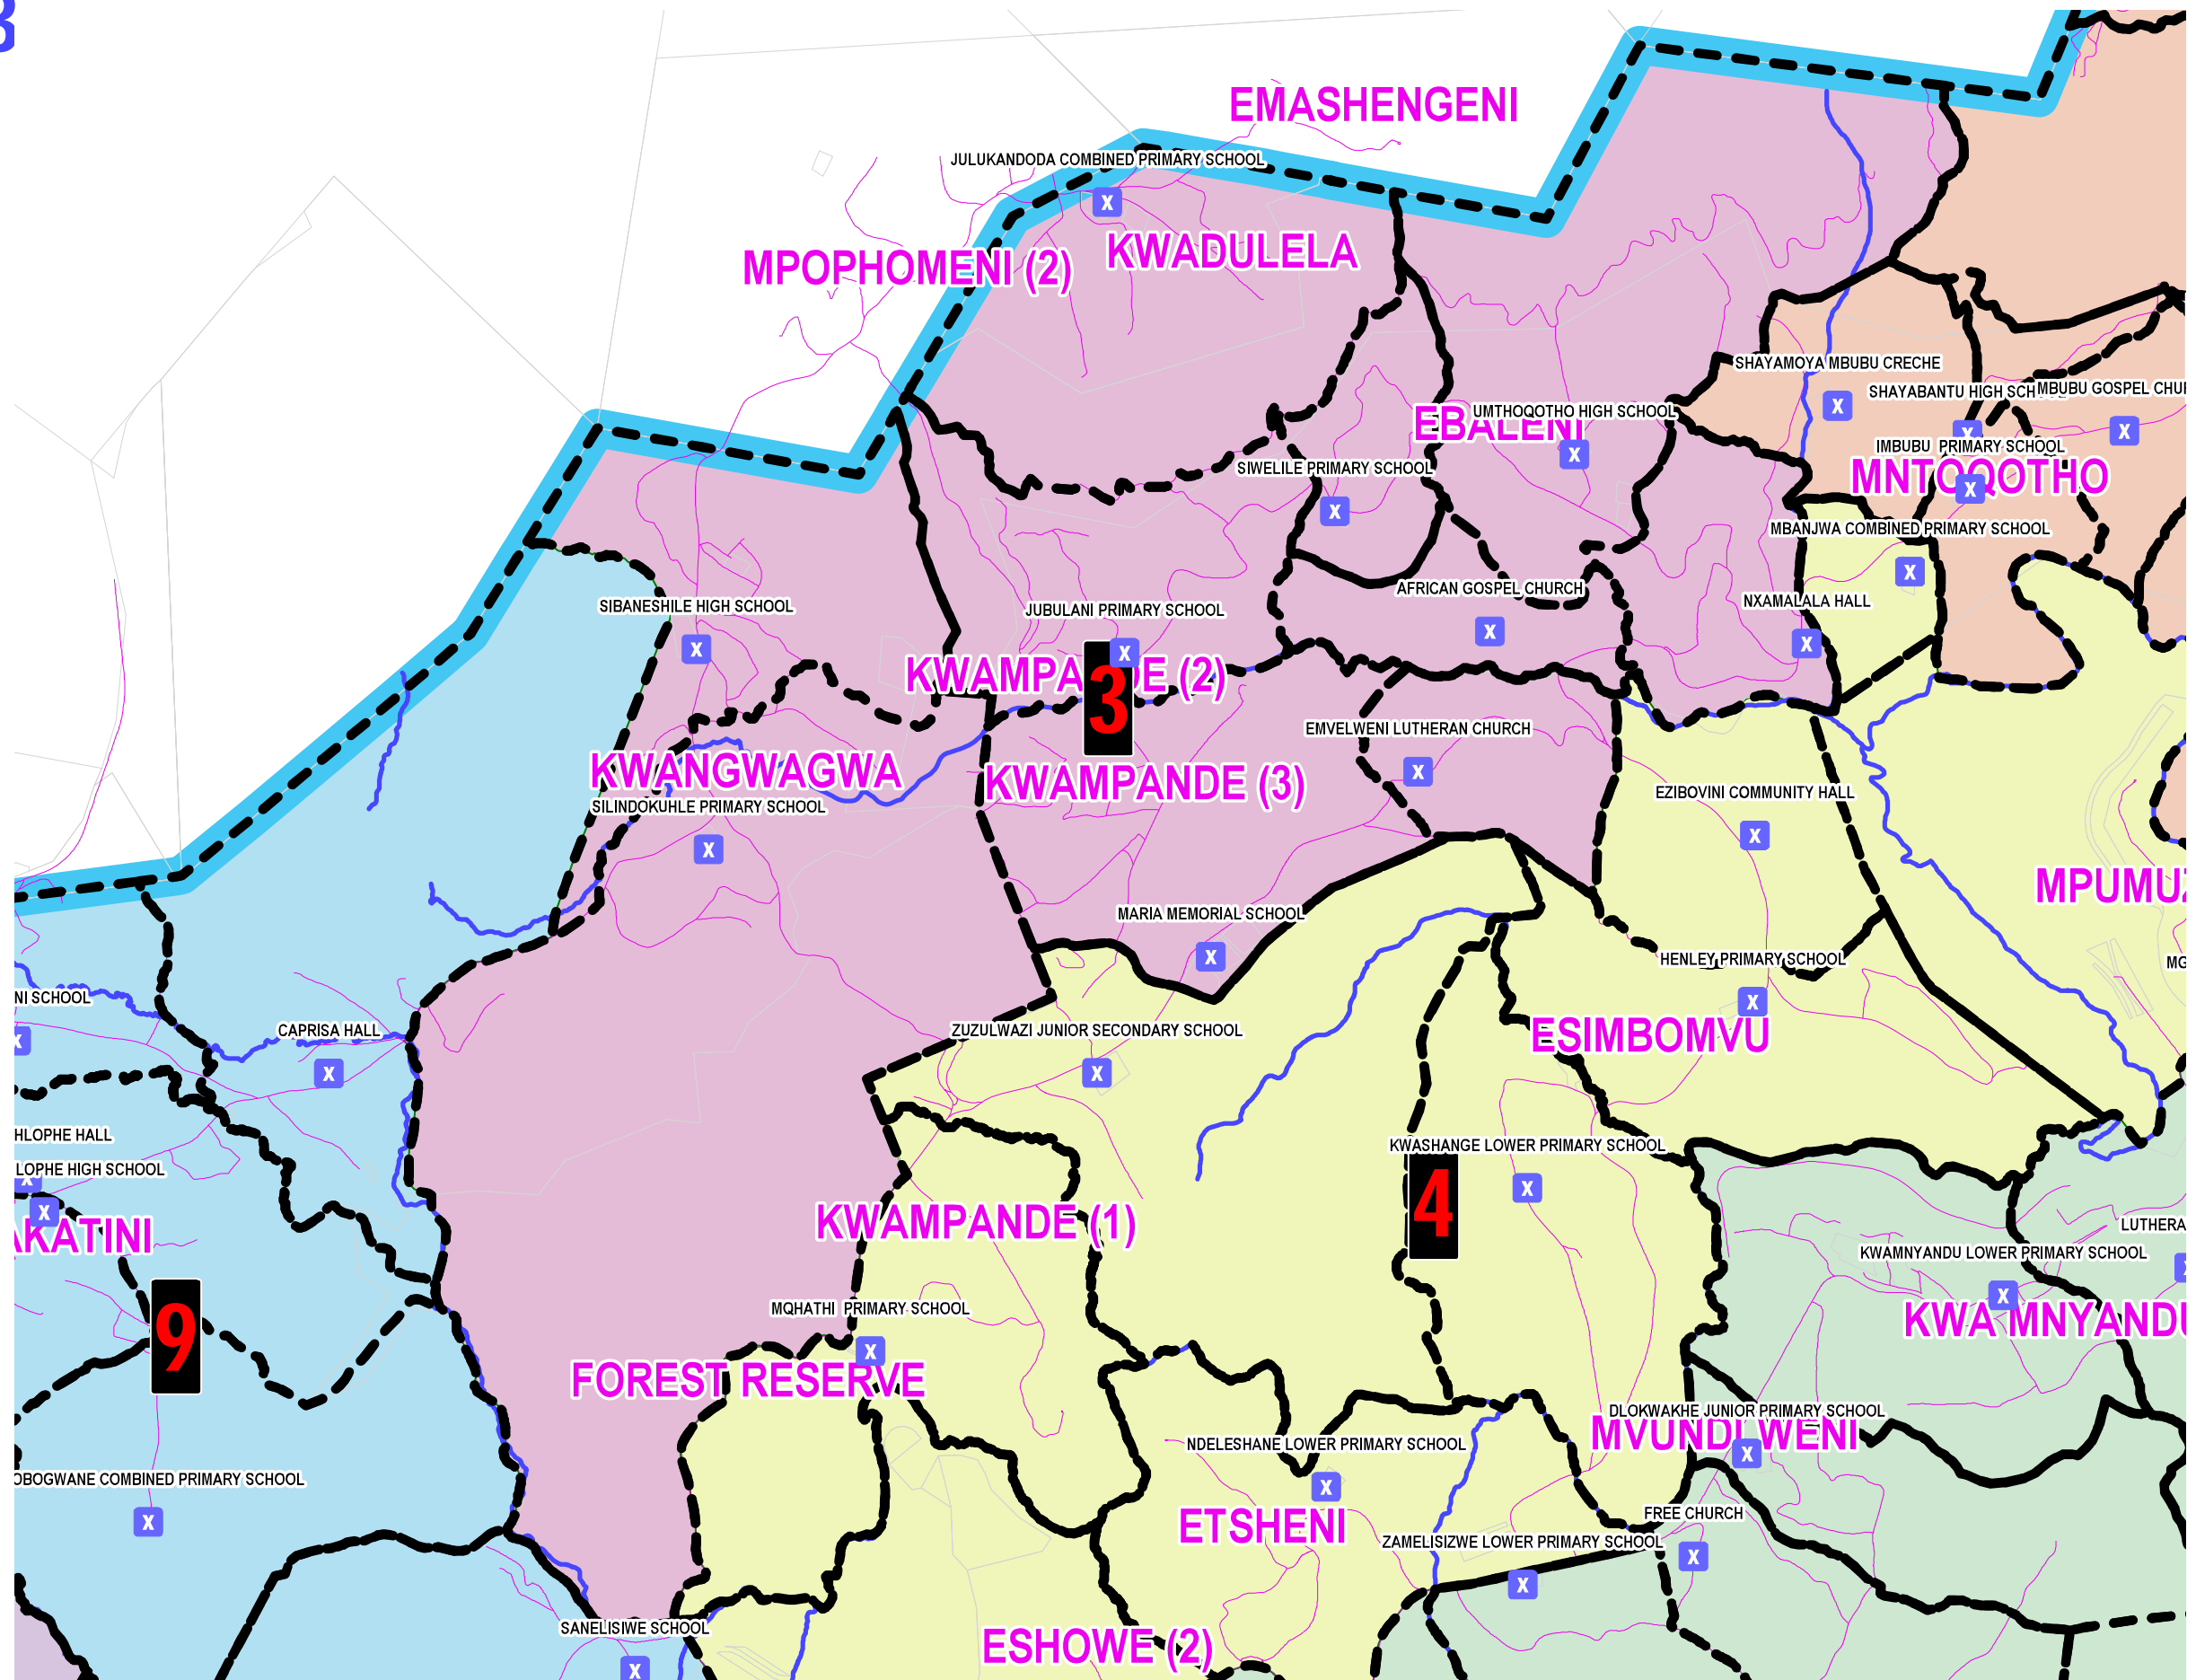 EMASHENGENI
JULUKANDODA COMBINED PRIMARY SCHOOL
X
KWADULELA
MPOPHOMENI (2)
SHAYAMOYA MBUBU CRECHE
X
SHAYABANTU HIGH SCH
MBUBU GOSPEL CHU
X
X
UMTHOQOTHO HIGH SCHOOL
EBALENI
X
IMBUBU PRIMARY SCHOOL
MNTOQOTHO
X
SIWELILE PRIMARY SCHOOL
X
MBANJWA COMBINED PRIMARY SCHOOL
X
AFRICAN GOSPEL CHURCH
X
NXAMALALA HALL
X
SIBANESHILE HIGH SCHOOL
X
JUBULANI PRIMARY SCHOOL
X
KWAMPANDE (2)
3
EMVELWENI LUTHERAN CHURCH
X
KWANGWAGWA
KWAMPANDE (3)
SILINDOKUHLE PRIMARY SCHOOL
X
EZIBOVINI COMMUNITY HALL
X
MPUMUZ
MARIA MEMORIAL SCHOOL
X
HENLEY PRIMARY SCHOOL
X
MG
NI SCHOOL
X
CAPRISA HALL
X
ZUZULWAZI JUNIOR SECONDARY SCHOOL
X
ESIMBOMVU
HLOPHE HALL
X
LOPHE HIGH SCHOOL
X
KWASHANGE LOWER PRIMARY SCHOOL
X
4
AKATINI
KWAMPANDE (1)
LUTHERA
KWAMNYANDU LOWER PRIMARY SCHOOL
X
KWA MNYANDU
9
MQHATHI PRIMARY SCHOOL
X
FOREST RESERVE
DLOKWAKHE JUNIOR PRIMARY SCHOOL
MVUNDLWENI
X
NDELESHANE LOWER PRIMARY SCHOOL
X
OBOGWANE COMBINED PRIMARY SCHOOL
X
ETSHENI
FREE CHURCH
X
ZAMELISIZWE LOWER PRIMARY SCHOOL
X
SANELISIWE SCHOOL
X
ESHOWE (2)